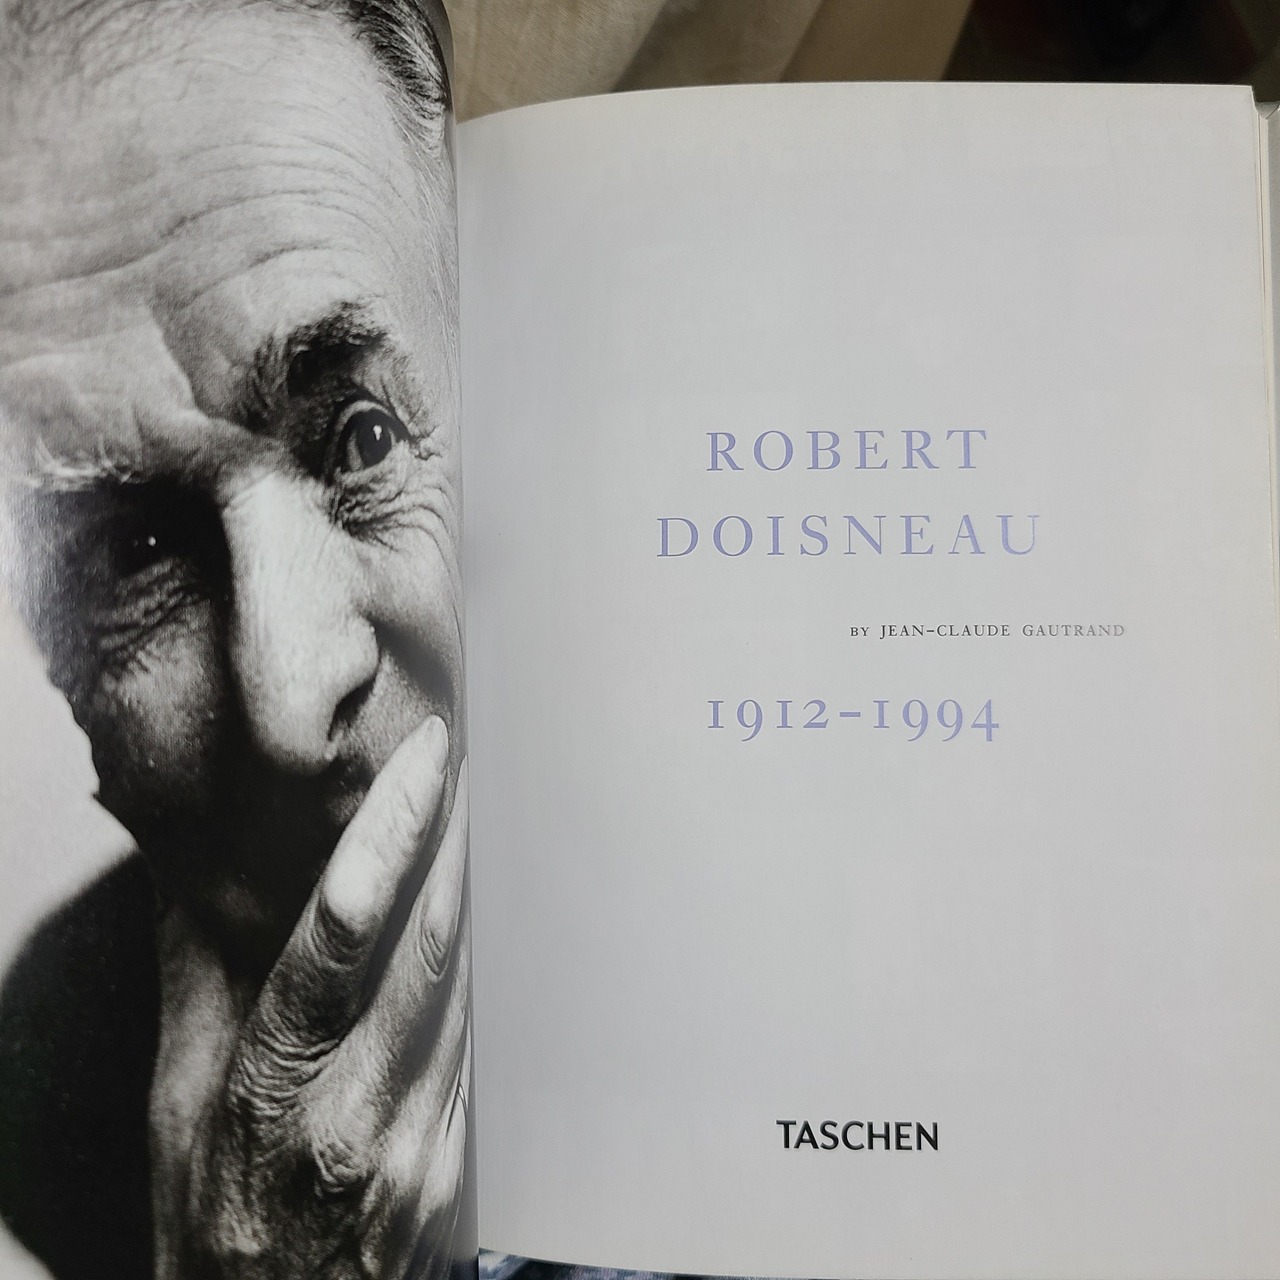 ROBERT
DOISNEAU
BY JEAN-CLAUDE GAUTRAND
1912-1994
TASCHEN